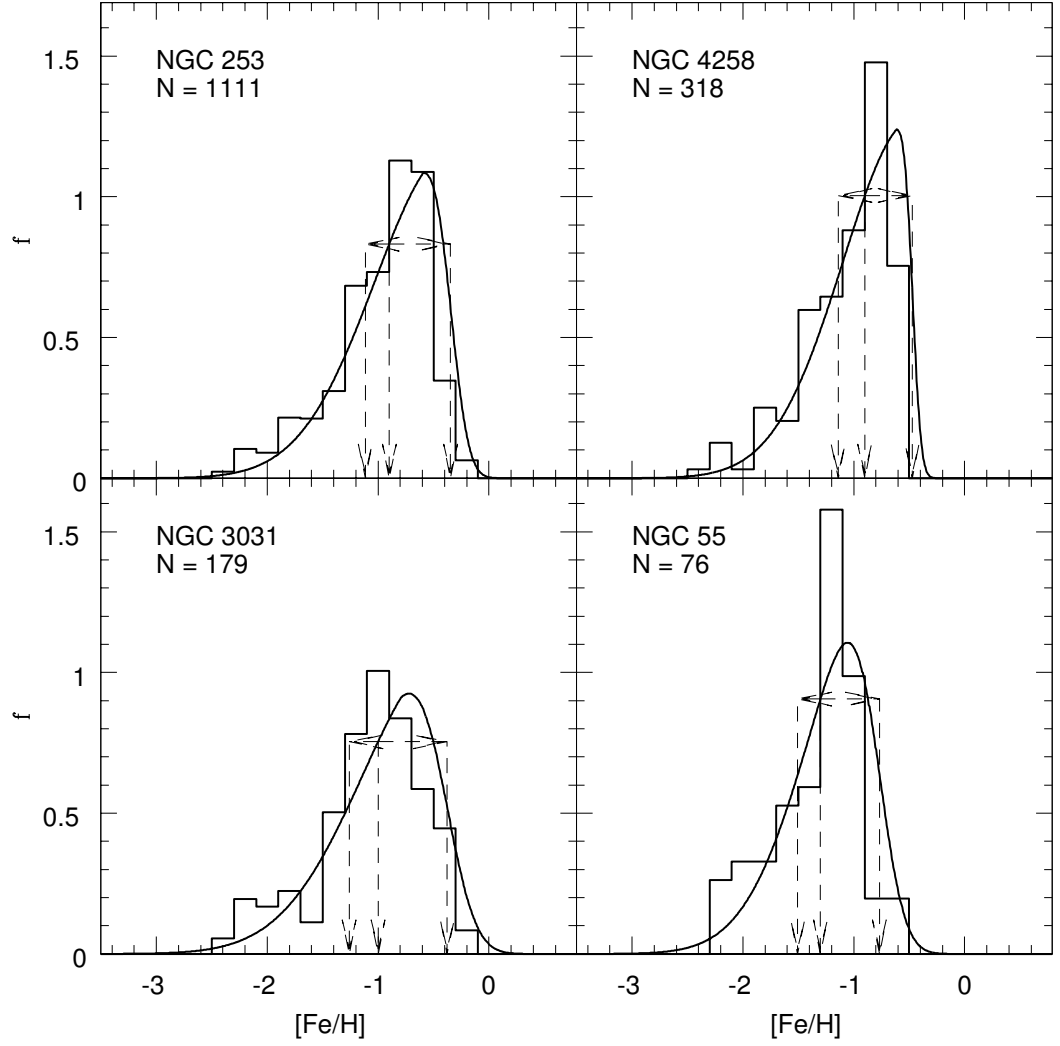 NGC 253
N = 1111
NGC 4258
N = 318
1.5
1
0.5
0
f
NGC 3031
N = 179
NGC 55
N = 76
1.5
1
0.5
0
f
-3 -2 -1 0
-3 -2 -1 0
[Fe/H]
[Fe/H]